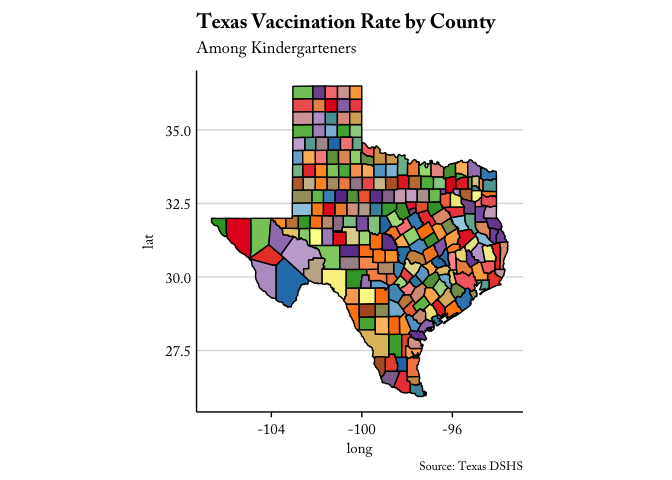 Texas Vaccination Rate by County
Among Kindergarteners
35.0
32.5
30.0
27.5
lat
-104
-100
-96
long
Source: Texas DSHS